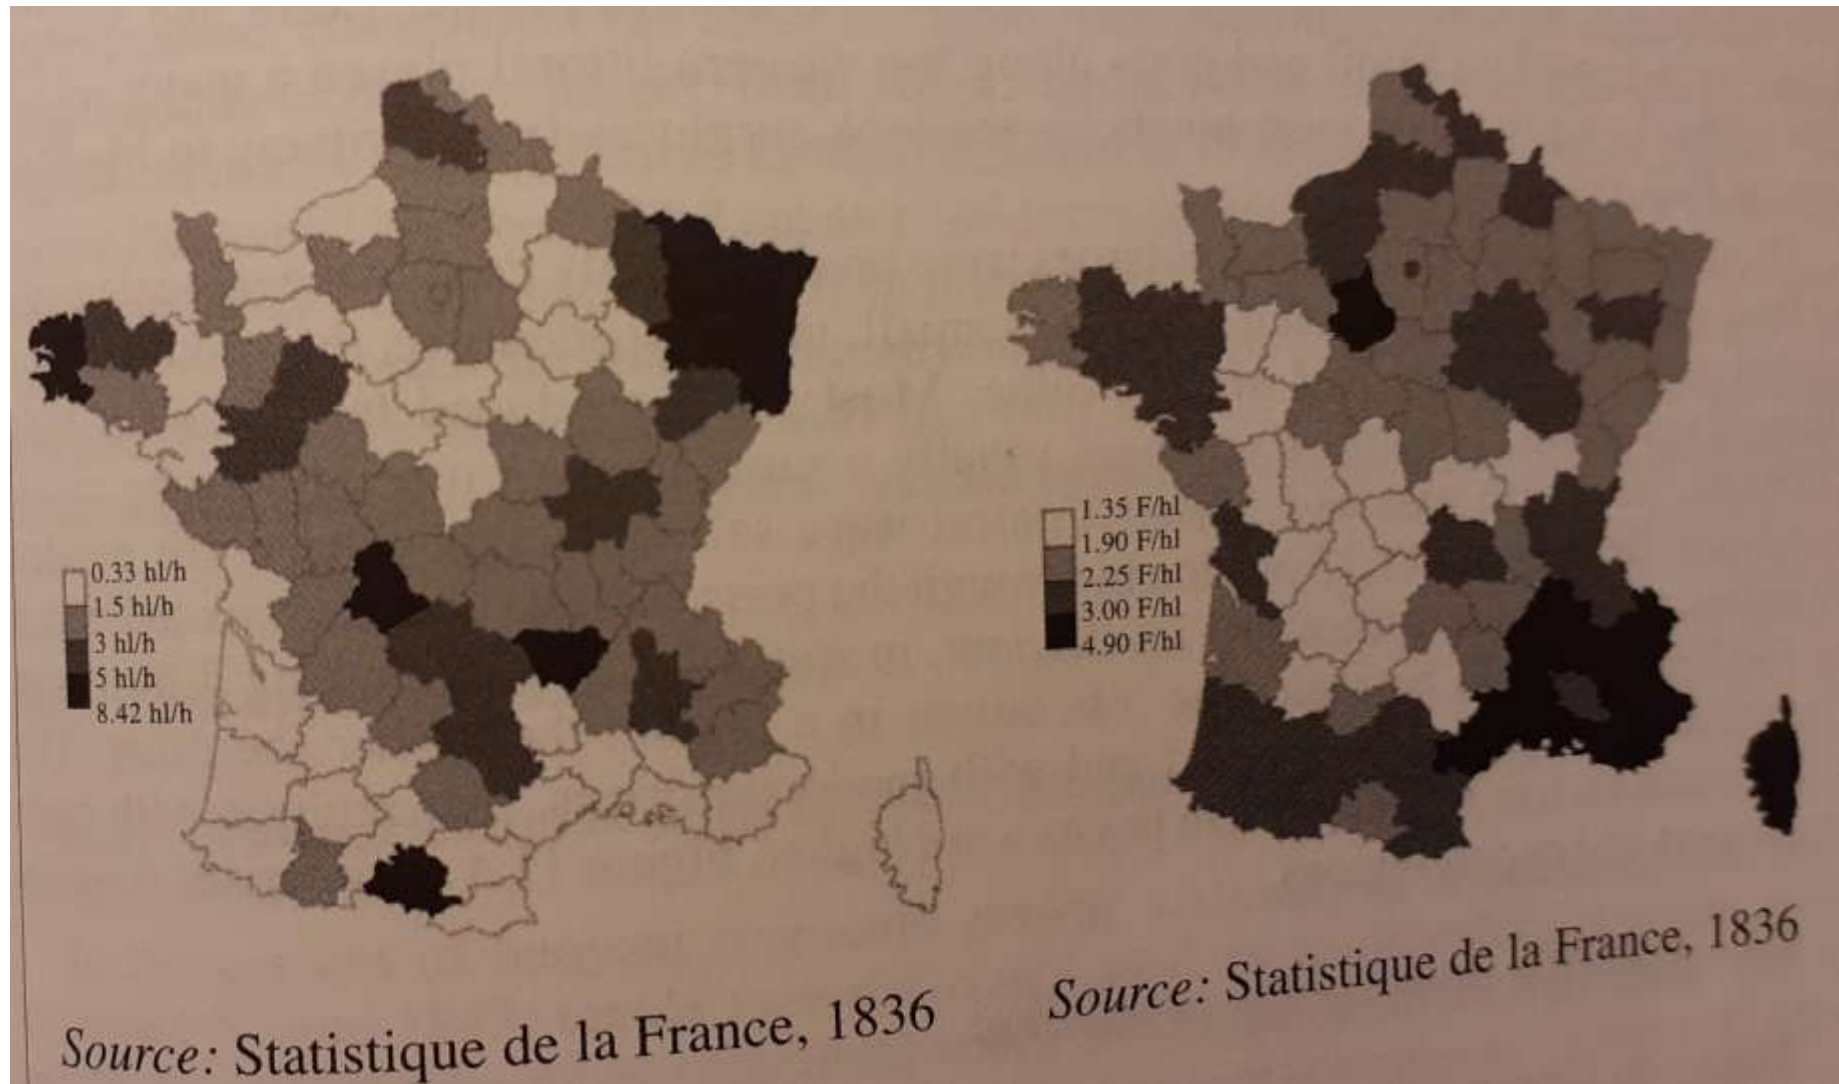 0.33 hl/h
1.5 hl/h
3 hl/h
5 hl/h
8.42 hl/h
Source: Statistique de la France, 1836
1.35 F/hl
1.90 F/hl
2.25 F/hl
3.00 F/hl
4.90 F/hl
Source: Statistique de la France, 1836